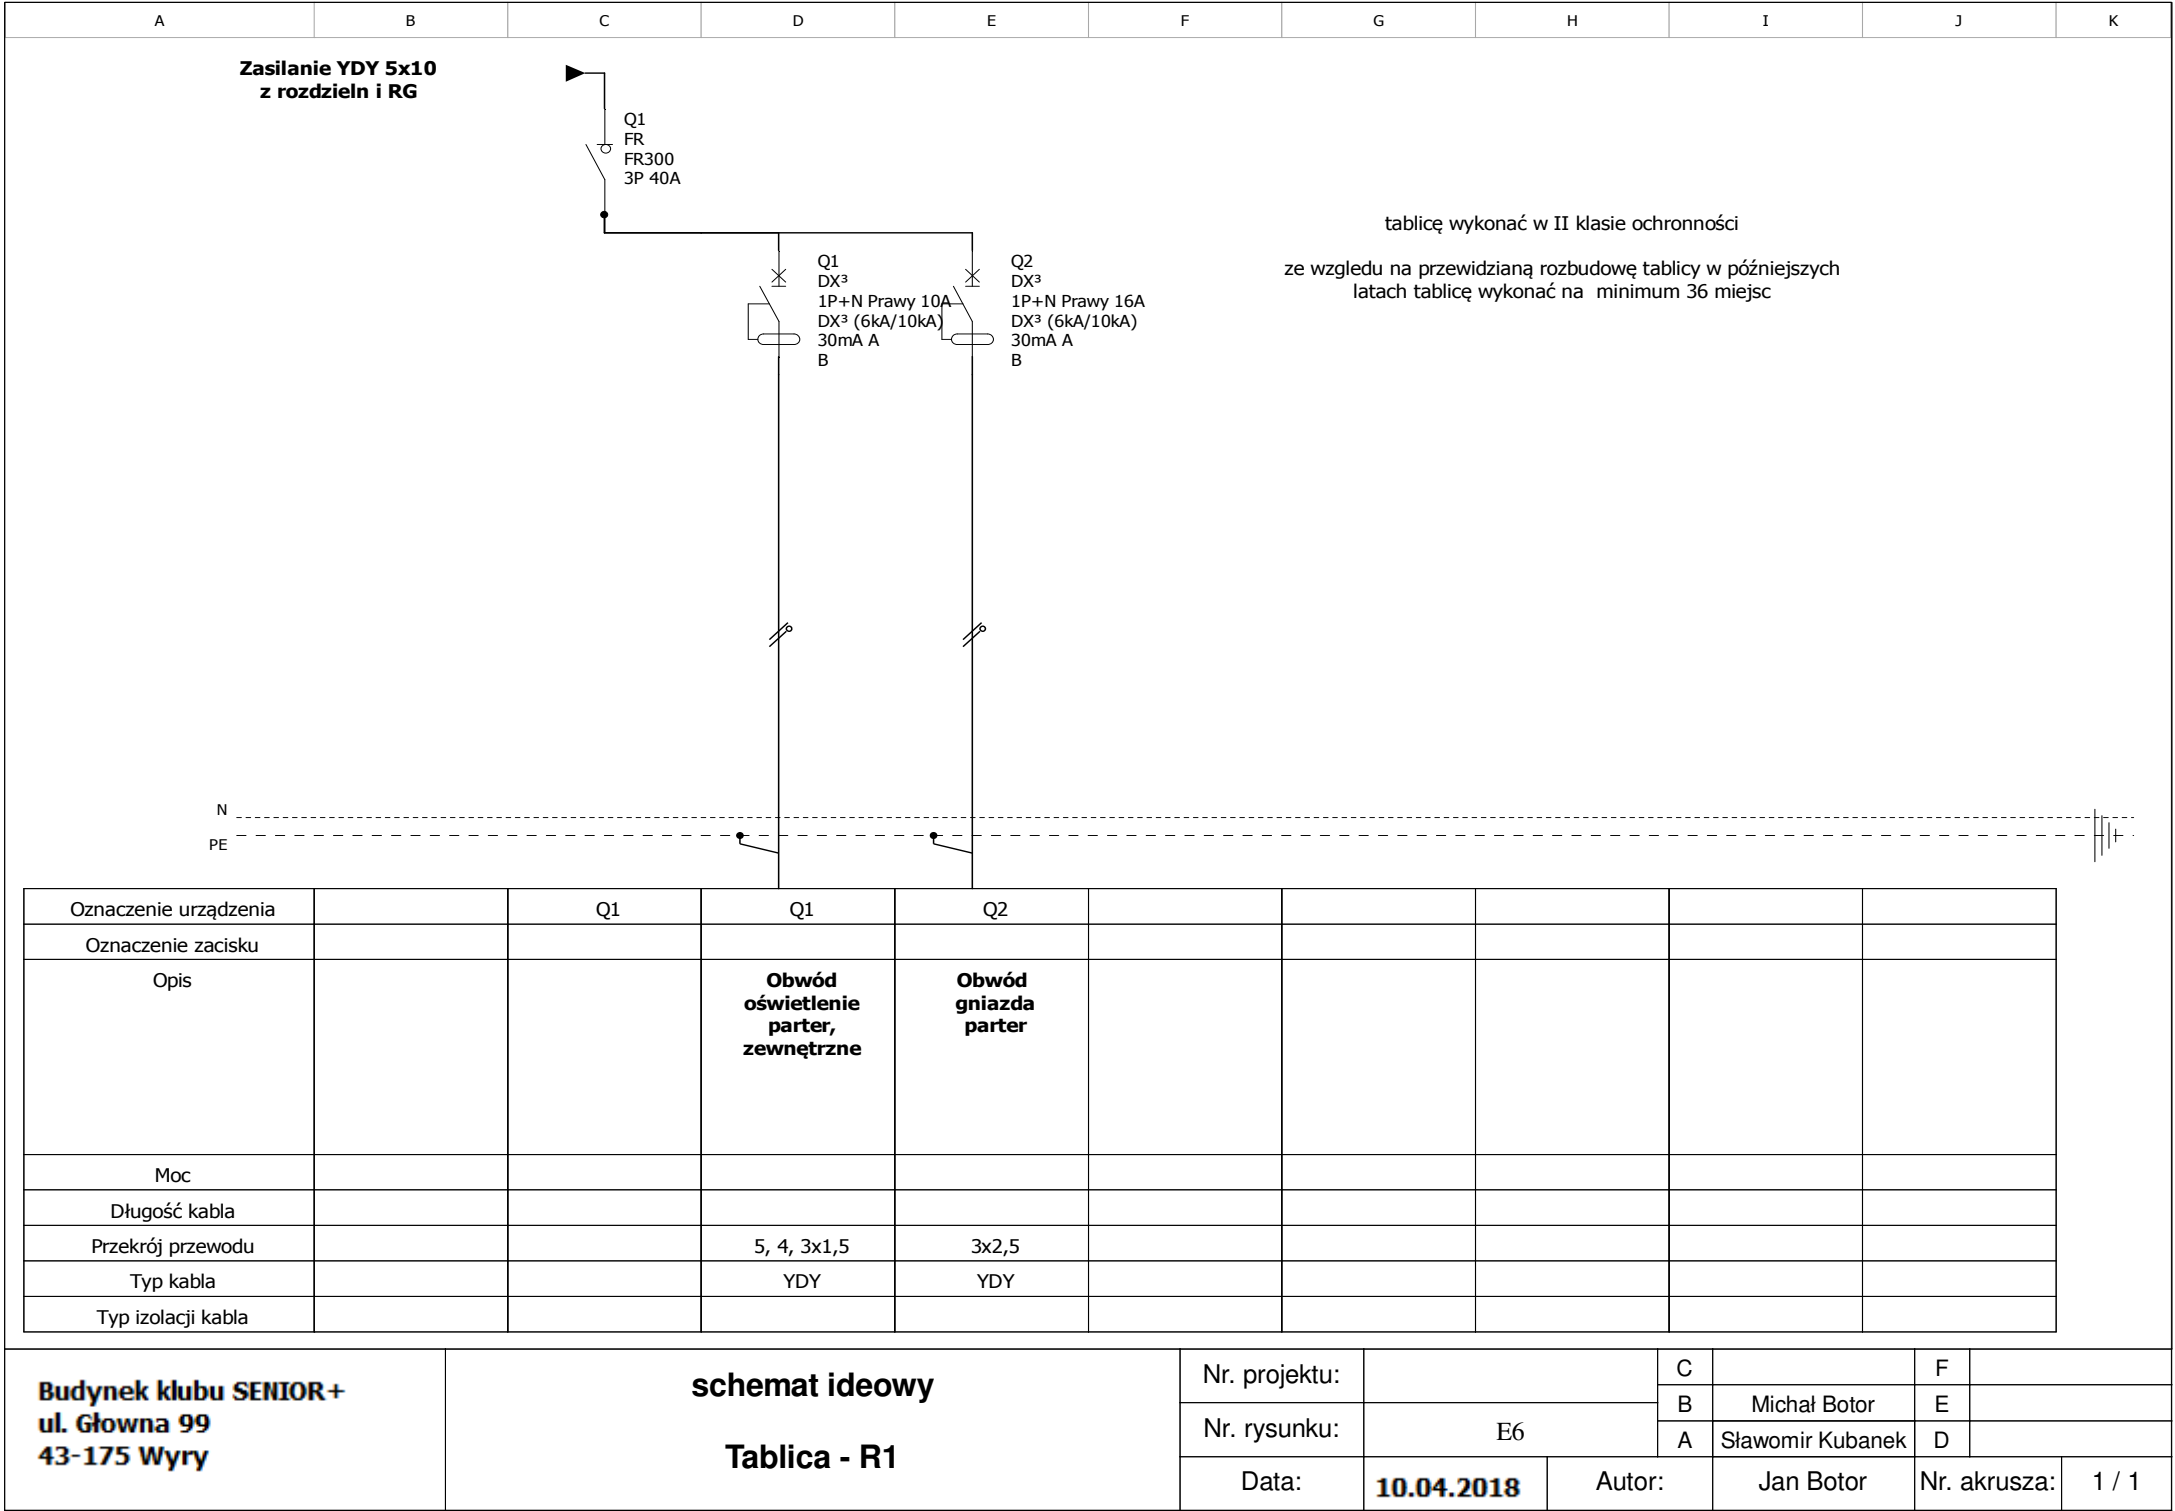 A B C D E F G H I J K
Zasilanie YDY 5x10
z rozdzieln i RG
Q1
FR
FR300
3P 40A
tablicę wykonać w II klasie ochronności
ze wzgledu na przewidzianą rozbudowę tablicy w późniejszych
latach tablicę wykonać na minimum 36 miejsc
Q1
DX³
1P+N Prawy 10A
DX³ (6kA/10kA)
30mA A
B
Q2
DX³
1P+N Prawy 16A
DX³ (6kA/10kA)
30mA A
B
N
PE
Oznaczenie urządzenia Q1 Q1 Q2
Oznaczenie zacisku
Opis
Obwód
oświetlenie
parter,
zewnętrzne
Obwód
gniazda
parter
Moc
Długość kabla
Przekrój przewodu 5, 4, 3x1,5 3x2,5
Typ kabla YDY YDY
Typ izolacji kabla
Budynek klubu SENIOR+
ul. Głowna 99
43-175 Wyry
schemat ideowy
Tablica - R1
Nr. projektu: C F
B Michał Botor E
Nr. rysunku: E6 A Sławomir Kubanek D
Data: 10.04.2018 Autor: Jan Botor Nr. akrusza: 1 / 1